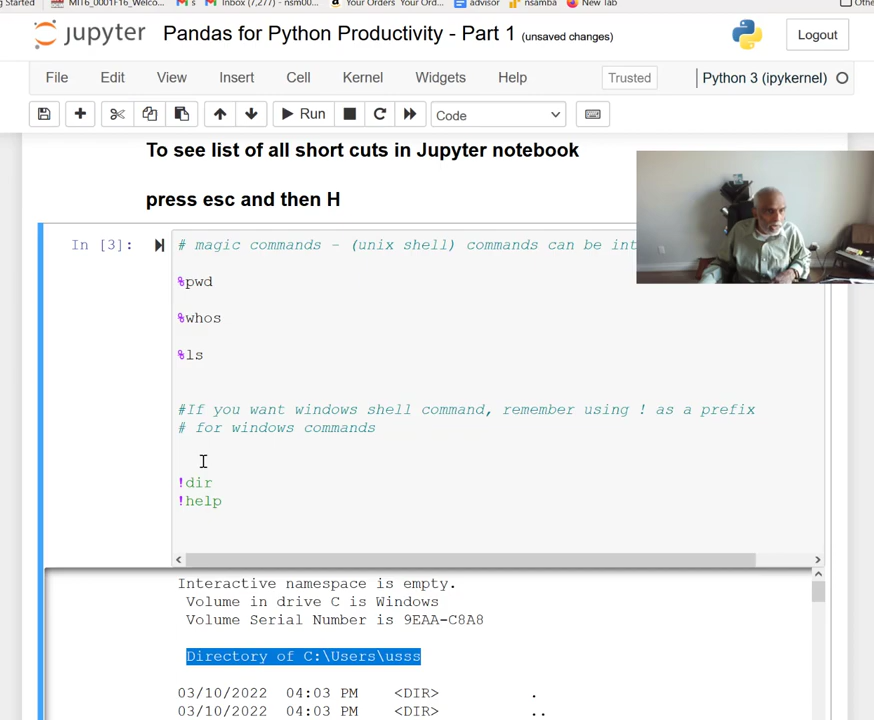 g Started MIT6_0001F16_Welco... M s Inbox (7,277) - nsm00... Your Orders Your Ord... advisor nsamba New Tab Othe
jupyter Pandas for Python Productivity - Part 1 (unsaved changes) Logout
File Edit View Insert Cell Kernel Widgets Help Trusted Python 3 (ipykernel)
Run Code
To see list of all short cuts in Jupyter notebook
press esc and then H
In [3]: # magic commands - (unix shell) commands can be int
%pwd
%whos
%ls
#If you want windows shell command, remember using ! as a prefix
# for windows commands
!dir
!help
Interactive namespace is empty.
Volume in drive C is Windows
Volume Serial Number is 9EAA-C8A8
Directory of C:\Users\usss
03/10/2022 04:03 PM <DIR> .
03/10/2022 04:03 PM <DIR> ..